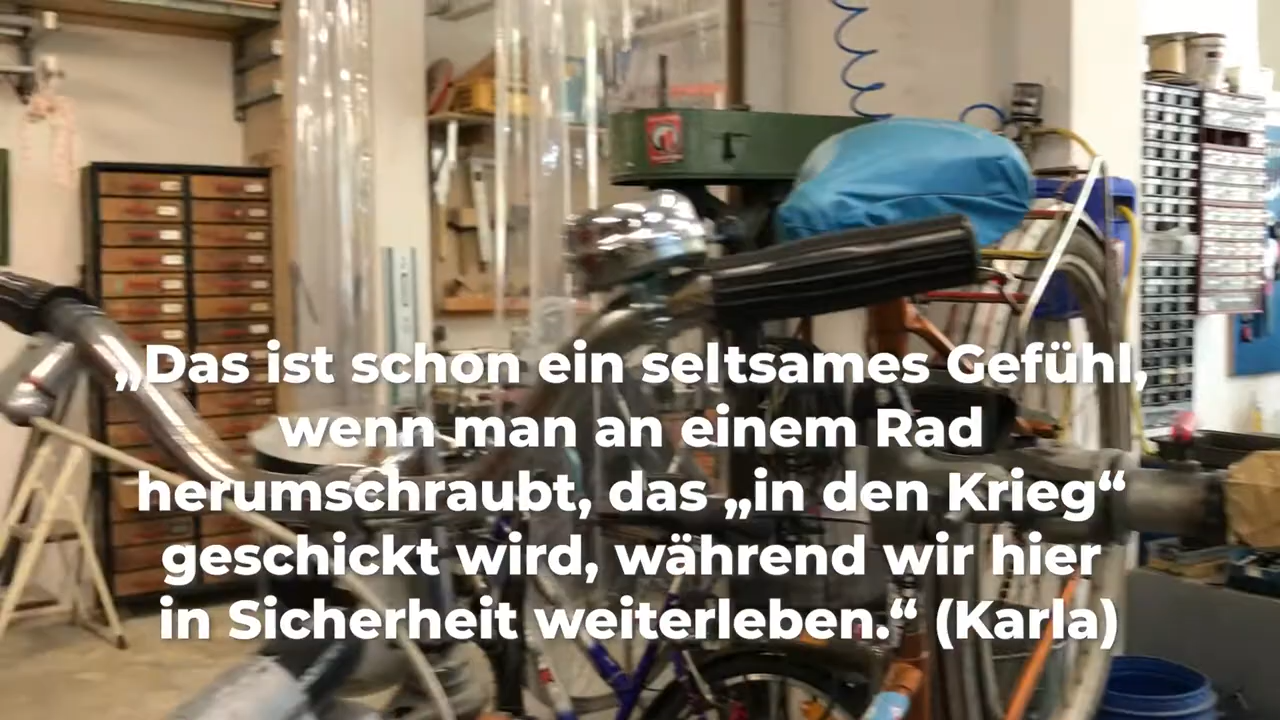 „Das ist schon ein seltsames Gefühl,
wenn man an einem Rad
herumschraubt, das „in den Krieg“
geschickt wird, während wir hier
in Sicherheit weiterleben.“ (Karla)